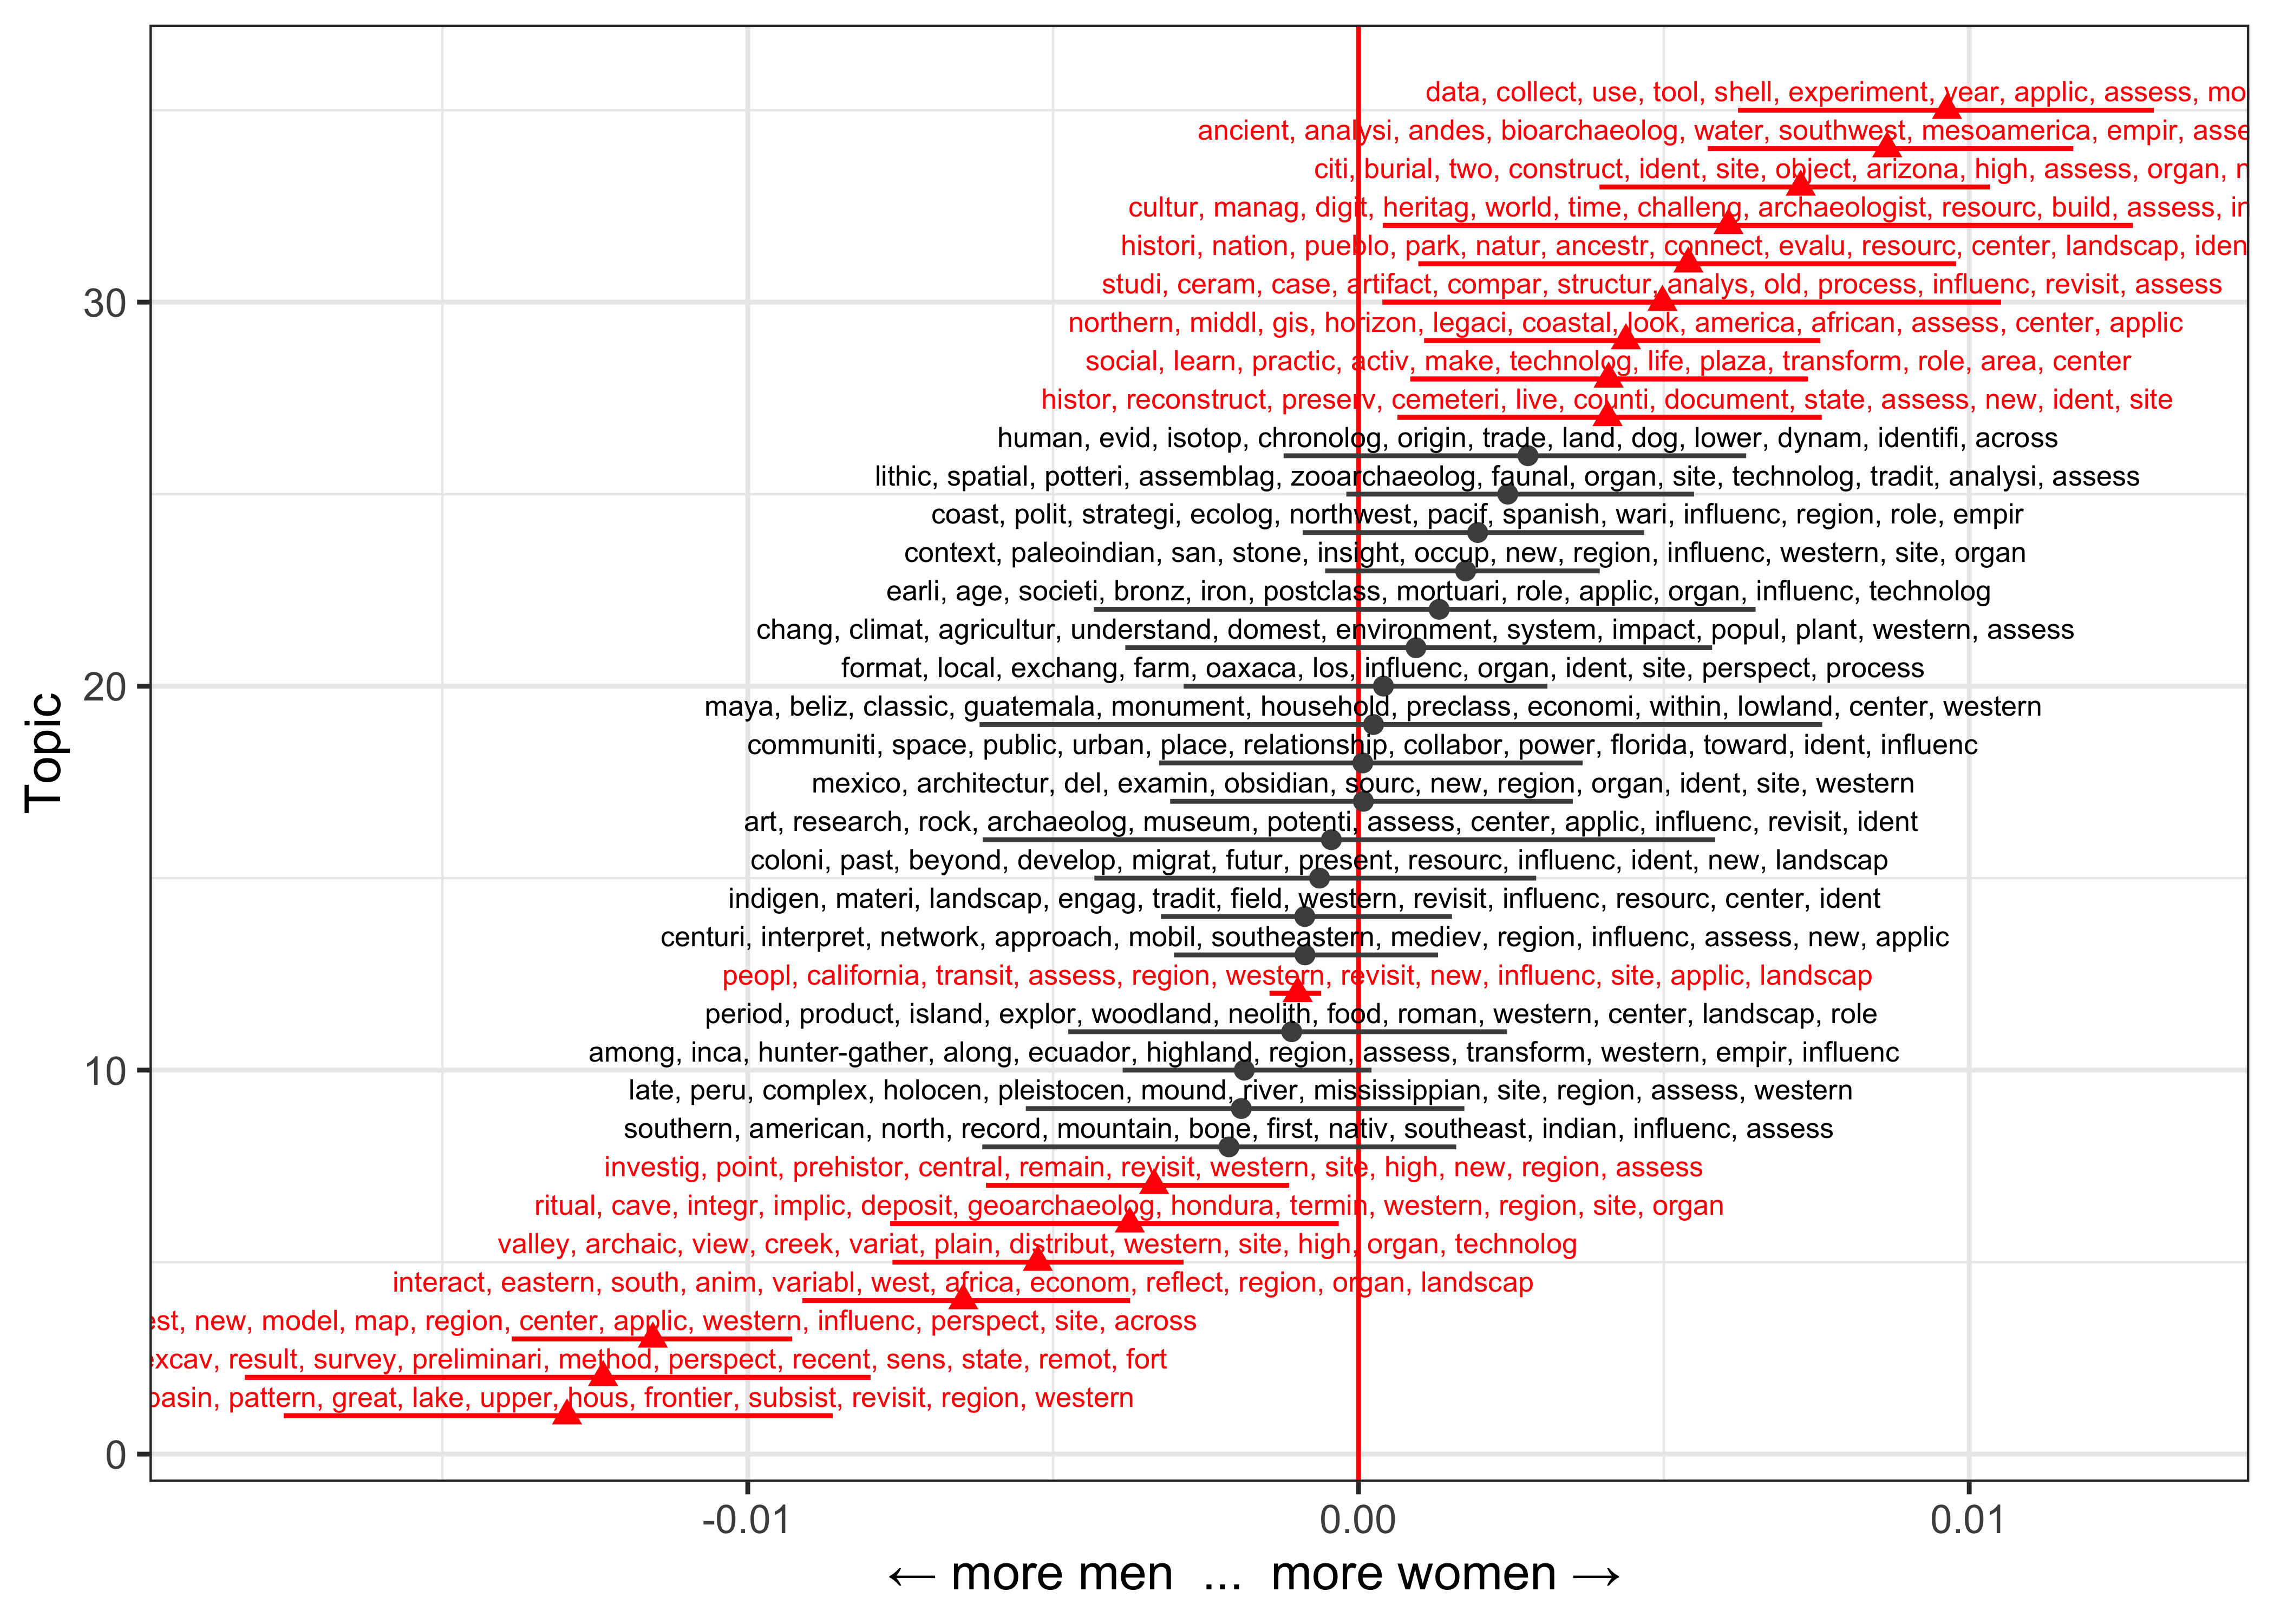 data, collect, use, tool, shell, experiment, year, applic, assess, mo
ancient, analysi, andes, bioarchaeolog, water, southwest, mesoamerica, empir, asse
citi, burial, two, construct, ident, site, object, arizona, high, assess, organ, n
cultur, manag, digit, heritag, world, time, challeng, archaeologist, resourc, build, assess, in
histori, nation, pueblo, park, natur, ancestr, connect, evalu, resourc, center, landscap, iden
30
studi, ceram, case, artifact, compar, structur, analys, old, process, influenc, revisit, assess
northern, middl, gis, horizon, legaci, coastal, look, america, african, assess, center, applic
social, learn, practic, activ, make, technolog, life, plaza, transform, role, area, center
histor, reconstruct, preserv, cemeteri, live, counti, document, state, assess, new, ident, site
human, evid, isotop, chronolog, origin, trade, land, dog, lower, dynam, identifi, across
lithic, spatial, potteri, assemblag, zooarchaeolog, faunal, organ, site, technolog, tradit, analysi, assess
coast, polit, strategi, ecolog, northwest, pacif, spanish, wari, influenc, region, role, empir
context, paleoindian, san, stone, insight, occup, new, region, influenc, western, site, organ
earli, age, societi, bronz, iron, postclass, mortuari, role, applic, organ, influenc, technolog
chang, climat, agricultur, understand, domest, environment, system, impact, popul, plant, western, assess
20
format, local, exchang, farm, oaxaca, los, influenc, organ, ident, site, perspect, process
maya, beliz, classic, guatemala, monument, household, preclass, economi, within, lowland, center, western
communiti, space, public, urban, place, relationship, collabor, power, florida, toward, ident, influenc
mexico, architectur, del, examin, obsidian, sourc, new, region, organ, ident, site, western
art, research, rock, archaeolog, museum, potenti, assess, center, applic, influenc, revisit, ident
coloni, past, beyond, develop, migrat, futur, present, resourc, influenc, ident, new, landscap
indigen, materi, landscap, engag, tradit, field, western, revisit, influenc, resourc, center, ident
centuri, interpret, network, approach, mobil, southeastern, mediev, region, influenc, assess, new, applic
peopl, california, transit, assess, region, western, revisit, new, influenc, site, applic, landscap
period, product, island, explor, woodland, neolith, food, roman, western, center, landscap, role
10
among, inca, hunter-gather, along, ecuador, highland, region, assess, transform, western, empir, influenc
late, peru, complex, holocen, pleistocen, mound, river, mississippian, site, region, assess, western
southern, american, north, record, mountain, bone, first, nativ, southeast, indian, influenc, assess
investig, point, prehistor, central, remain, revisit, western, site, high, new, region, assess
ritual, cave, integr, implic, deposit, geoarchaeolog, hondura, termin, western, region, site, organ
valley, archaic, view, creek, variat, plain, distribut, western, site, high, organ, technolog
interact, eastern, south, anim, variabl, west, africa, econom, reflect, region, organ, landscap
est, new, model, map, region, center, applic, western, influenc, perspect, site, across
excav, result, survey, preliminari, method, perspect, recent, sens, state, remot, fort
basin, pattern, great, lake, upper, hous, frontier, subsist, revisit, region, western
0
Topic
-0.01
0.00
0.01
← more men ... more women →